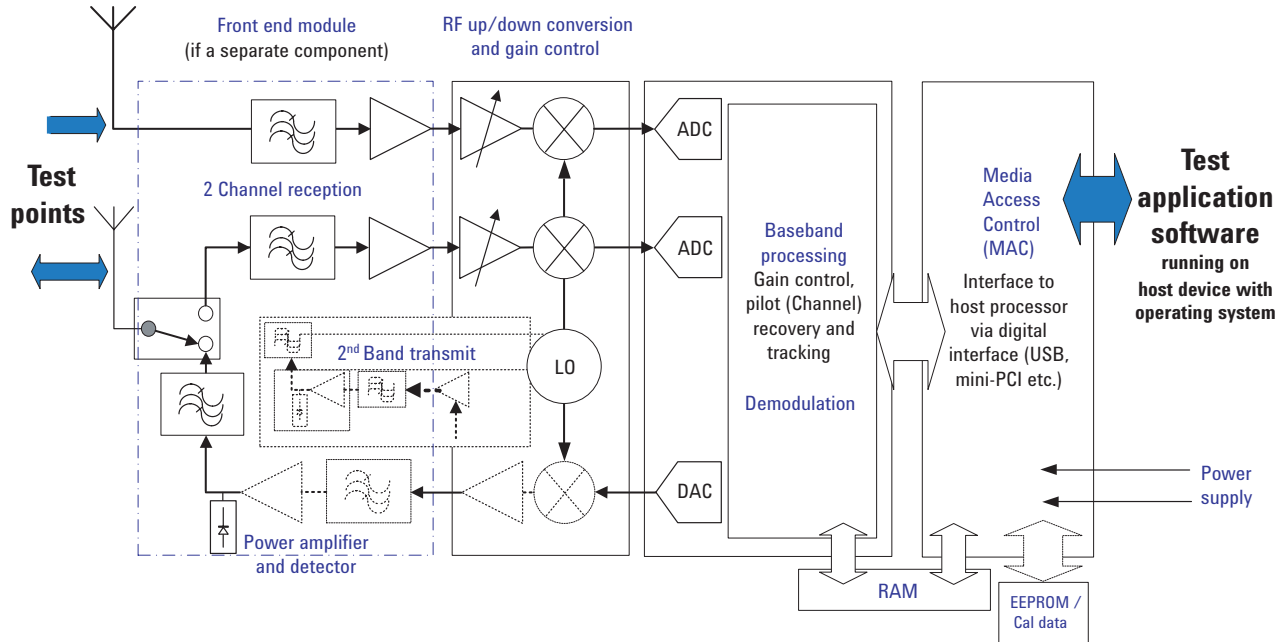 Front end module
(if a separate component)
RF up/down conversion
and gain control
Test
points
2 Channel reception
ADC
ADC
2nd Band transmit
LO
DAC
Power amplifier
and detector
Baseband
processing
Gain control,
pilot (Channel)
recovery and
tracking
Demodulation
Media
Access
Control
(MAC)
Interface to
host processor
via digital
interface (USB,
mini-PCI etc.)
Test
application
software
running on
host device with
operating system
Power
supply
RAM
EEPROM /
Cal data